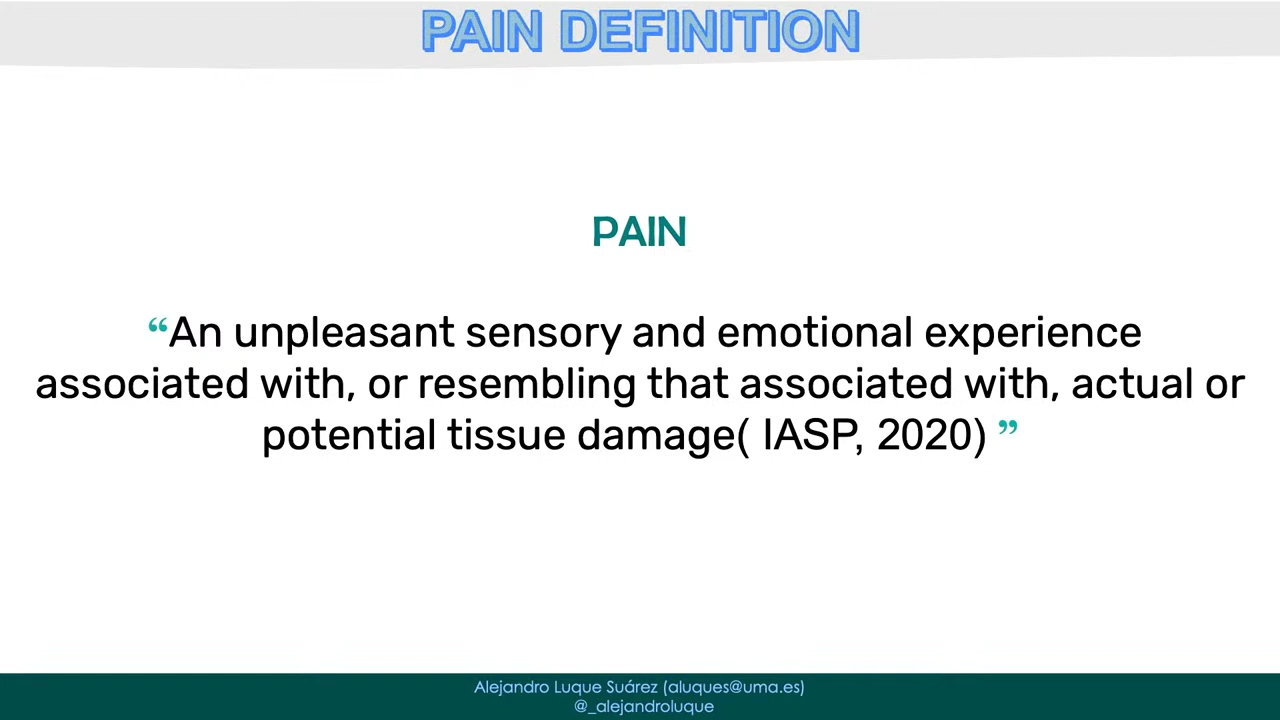 PAIN DEFINITION
PAIN
“An unpleasant sensory and emotional experience
associated with, or resembling that associated with, actual or
potential tissue damage( IASP, 2020) ”
Alejandro Luque Suárez (aluques@uma.es)
@_alejandroluque